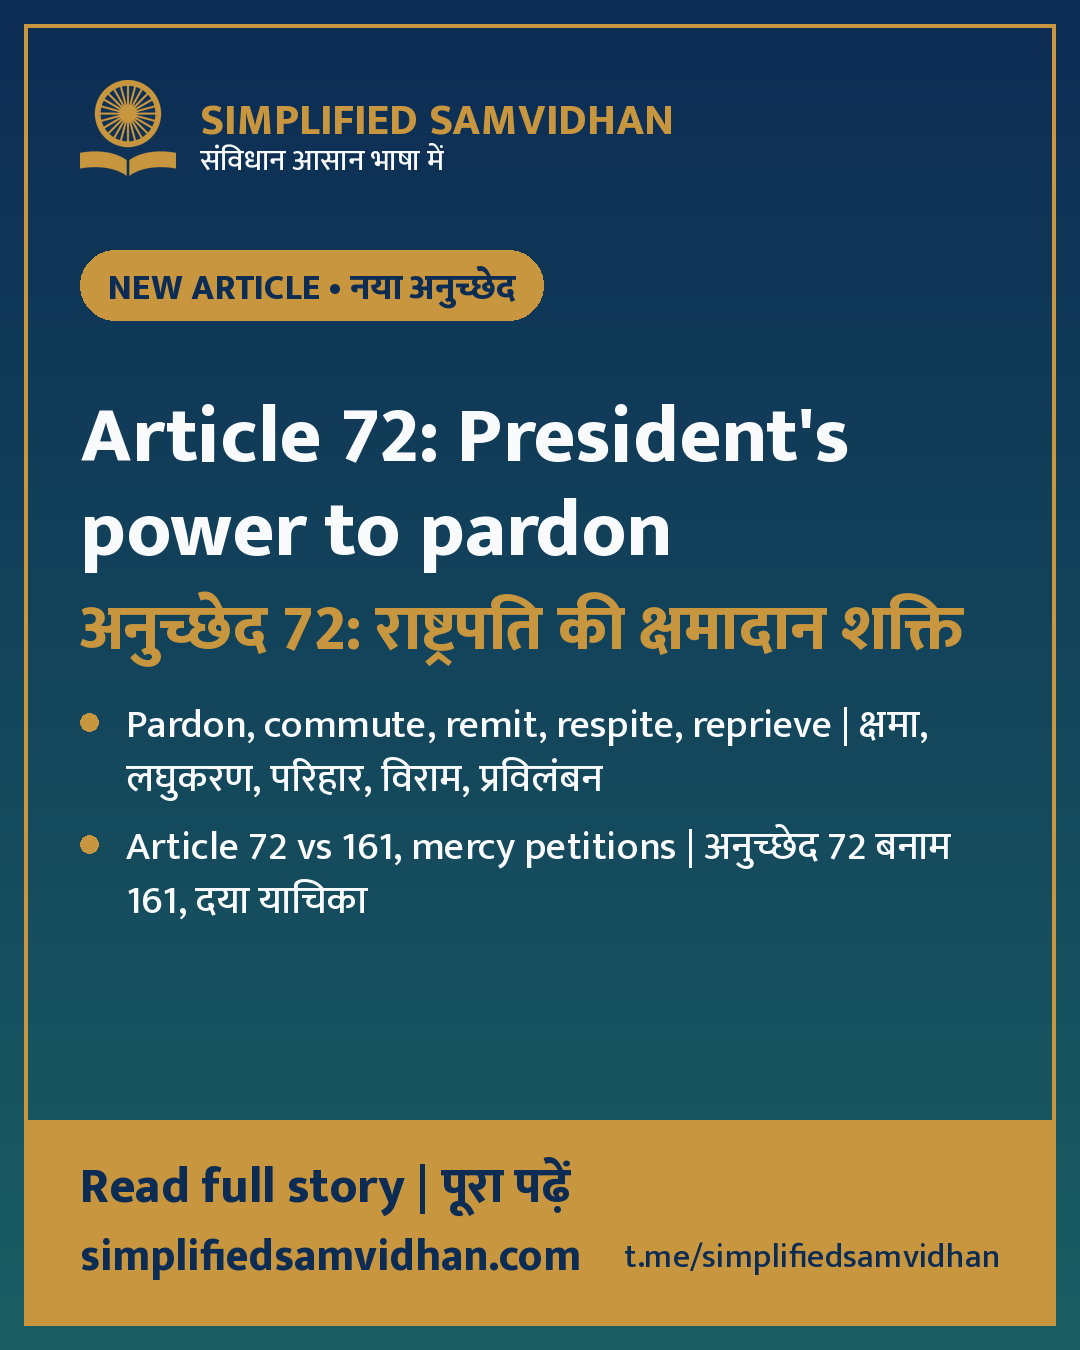 SIMPLIFIED SAMVIDHAN
संविधान आसान भाषा में
NEW ARTICLE • नया अनुच्छेद
Article 72: President's
power to pardon
अनुच्छेद 72: राष्ट्रपति की क्षमादान शक्ति
Pardon, commute, remit, respite, reprieve | क्षमा,
लघुकरण, परिहार, विराम, प्रविलंबन
Article 72 vs 161, mercy petitions | अनुच्छेद 72 बनाम
161, दया याचिका
Read full story | पूरा पढ़ें
simplifiedsamvidhan.com
t.me/simplifiedsamvidhan